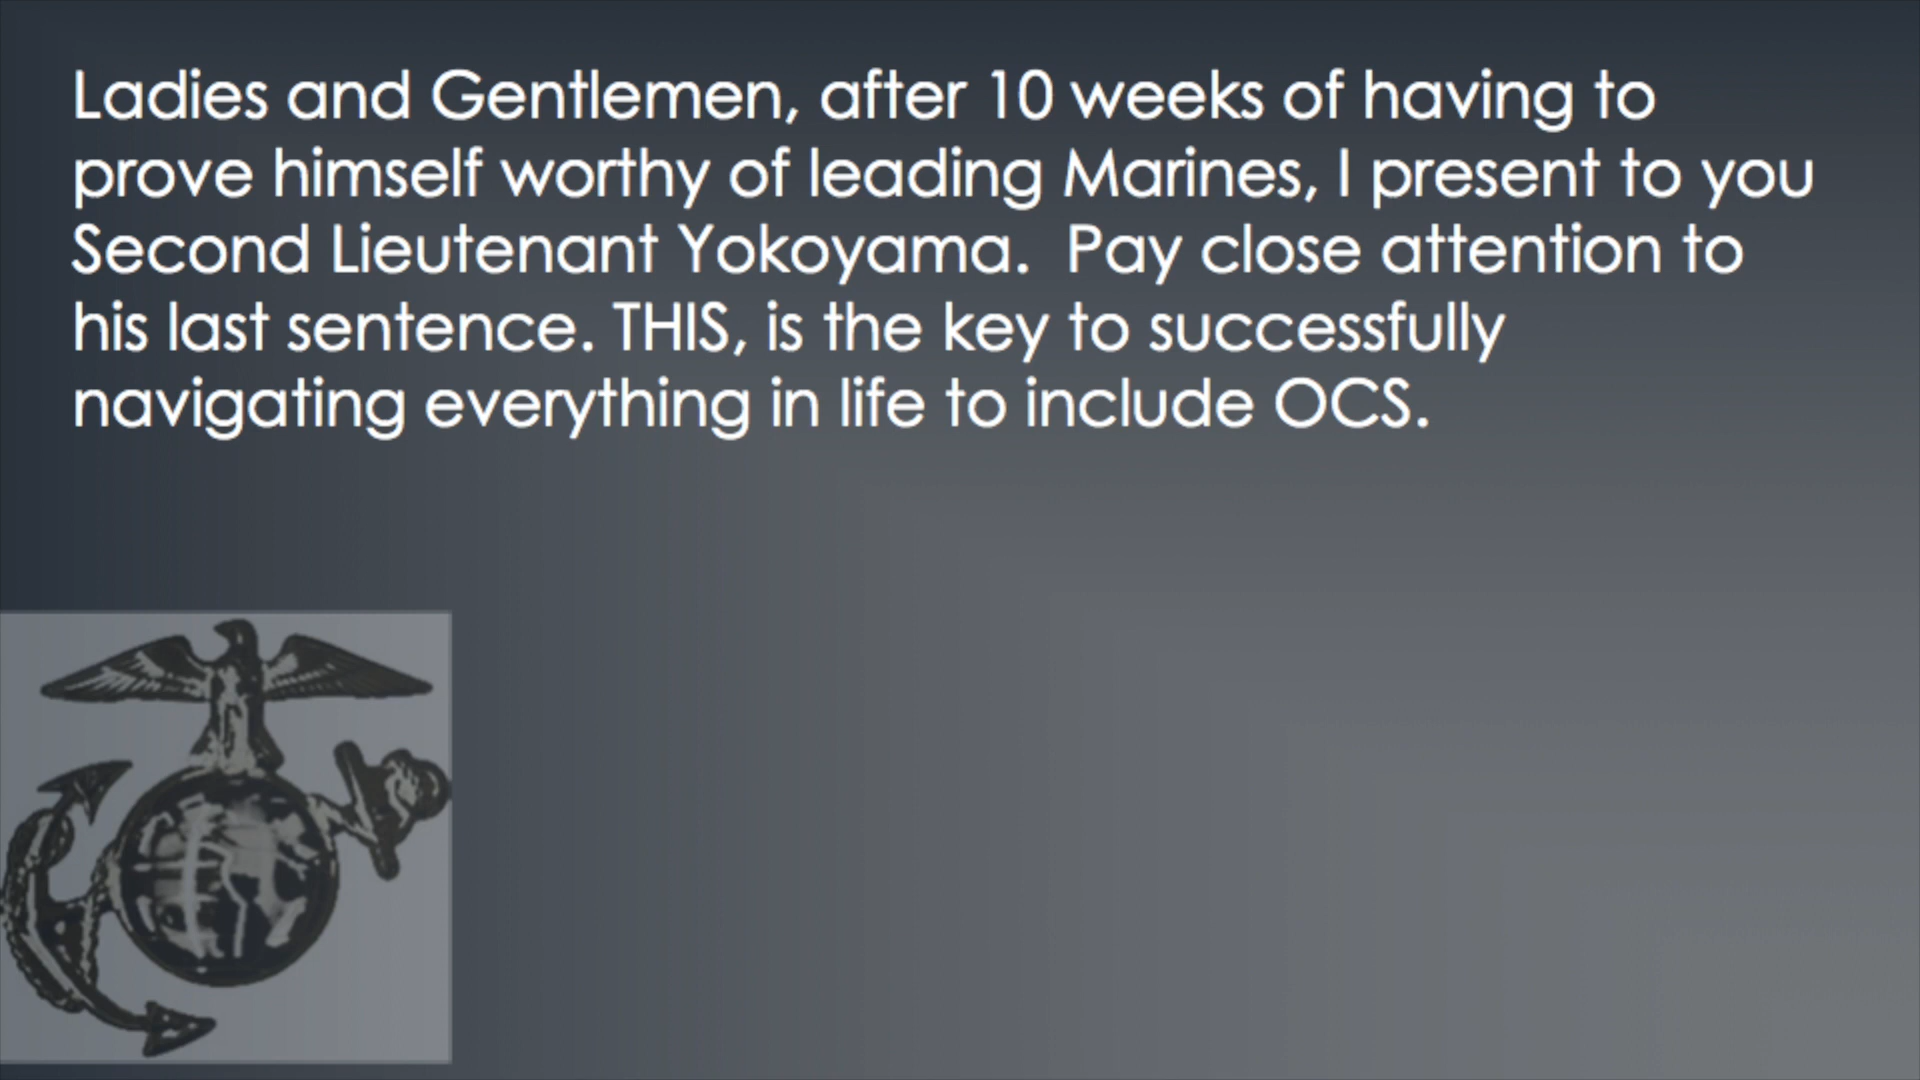 Ladies and Gentlemen, after 10 weeks of having to
prove himself worthy of leading Marines, I present to you
Second Lieutenant Yokoyama.  Pay close attention to
his last sentence. THIS, is the key to successfully
navigating everything in life to include OCS.